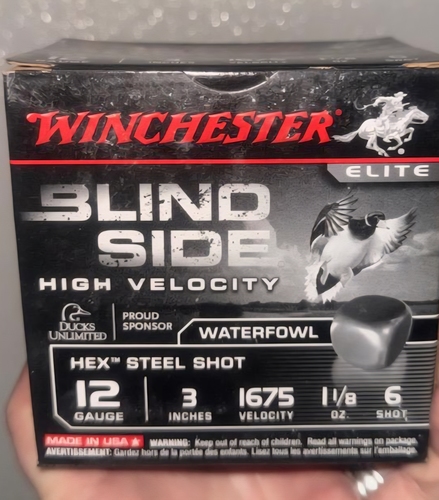 WINCHESTER
ELITE
BLIND
SIDE
HIGH VELOCITY
DUCKS
UNLIMITED
PROUD
SPONSOR
WATERFOWL
HEX™ STEEL SHOT
12 3 1675 1 1/8 6
GAUGE INCHES VELOCITY OZ. SHOT
MADE IN USA ★ WARNING: Keep out of reach of children. Read all warnings on package.
AVERTISSEMENT: Gardez hors de la portée des enfants. Lisez tous les avertissements sur l'emballage.